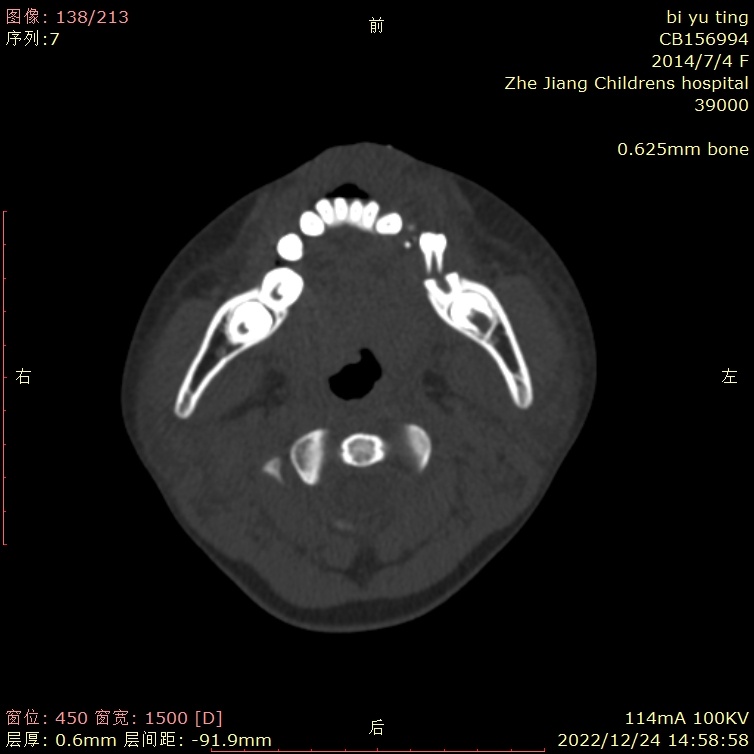 图像: 138/213
序列:7
前
bi yu ting
CB156994
2014/7/4 F
Zhe Jiang Childrens hospital
39000
0.625mm bone
右
左
窗位: 450 窗宽: 1500 [D]
层厚: 0.6mm 层间距: -91.9mm
后
114mA 100KV
2022/12/24 14:58:58